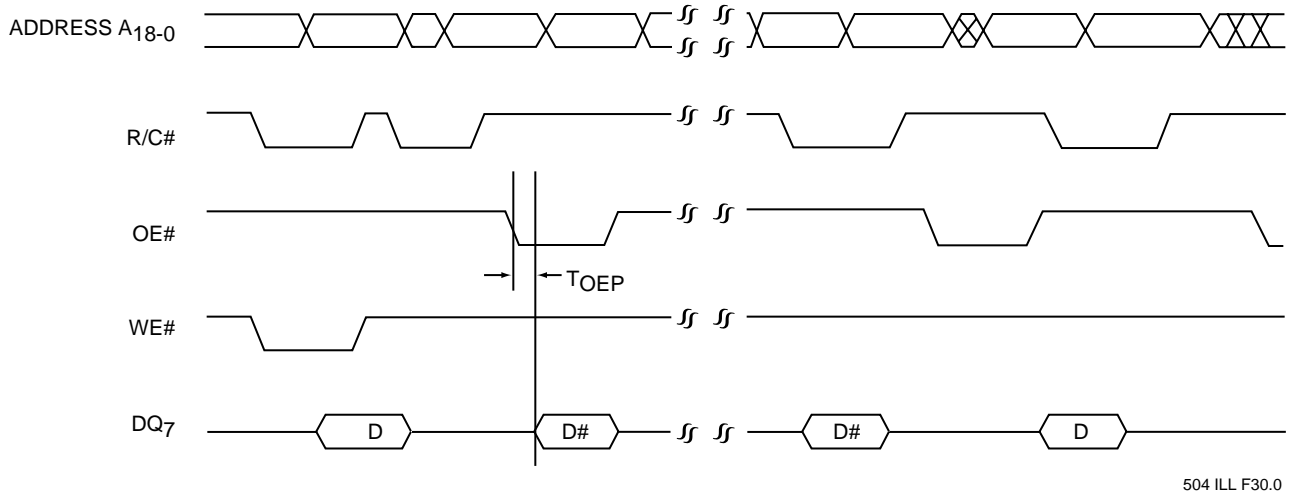 ADDRESS A18-0
R/C#
OE#
TOEP
WE#
DQ7
D
D#
D#
D
504 ILL F30.0